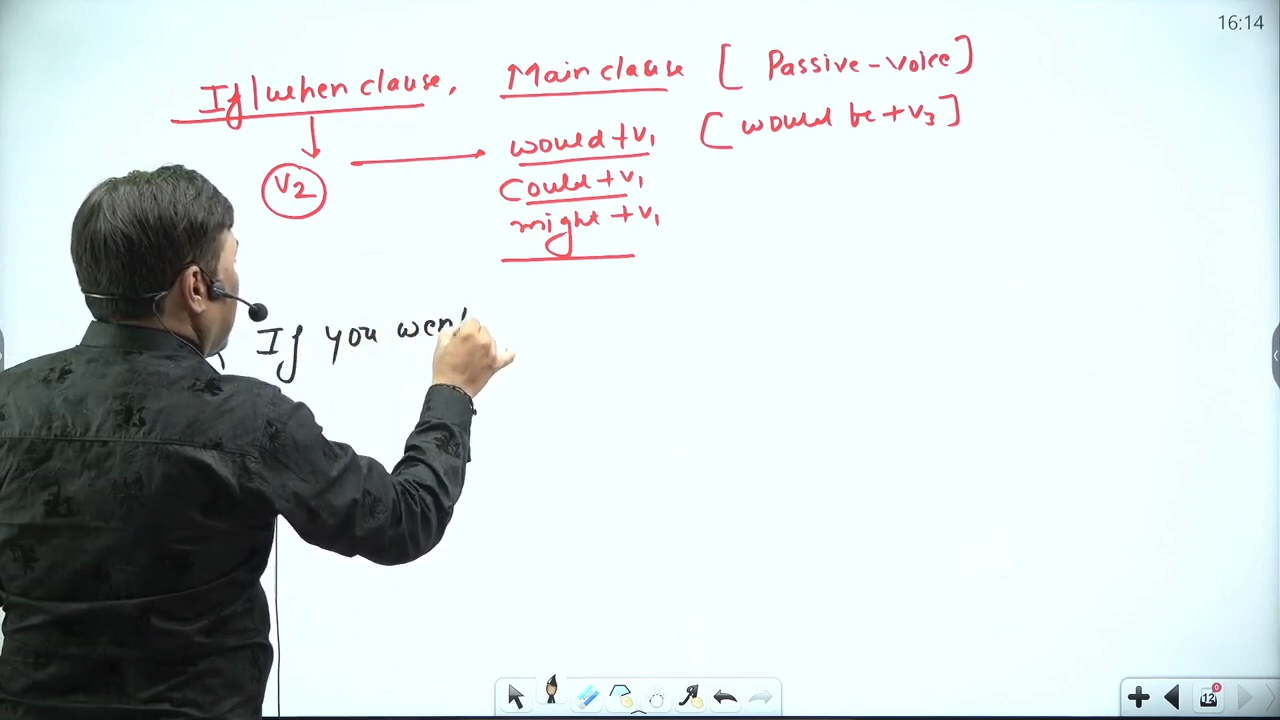 16:14
If/when clause, Main clause [Passive-voice]
would+V1 [would be+V3]
V2
Could+V1
might+V1
If you went
12